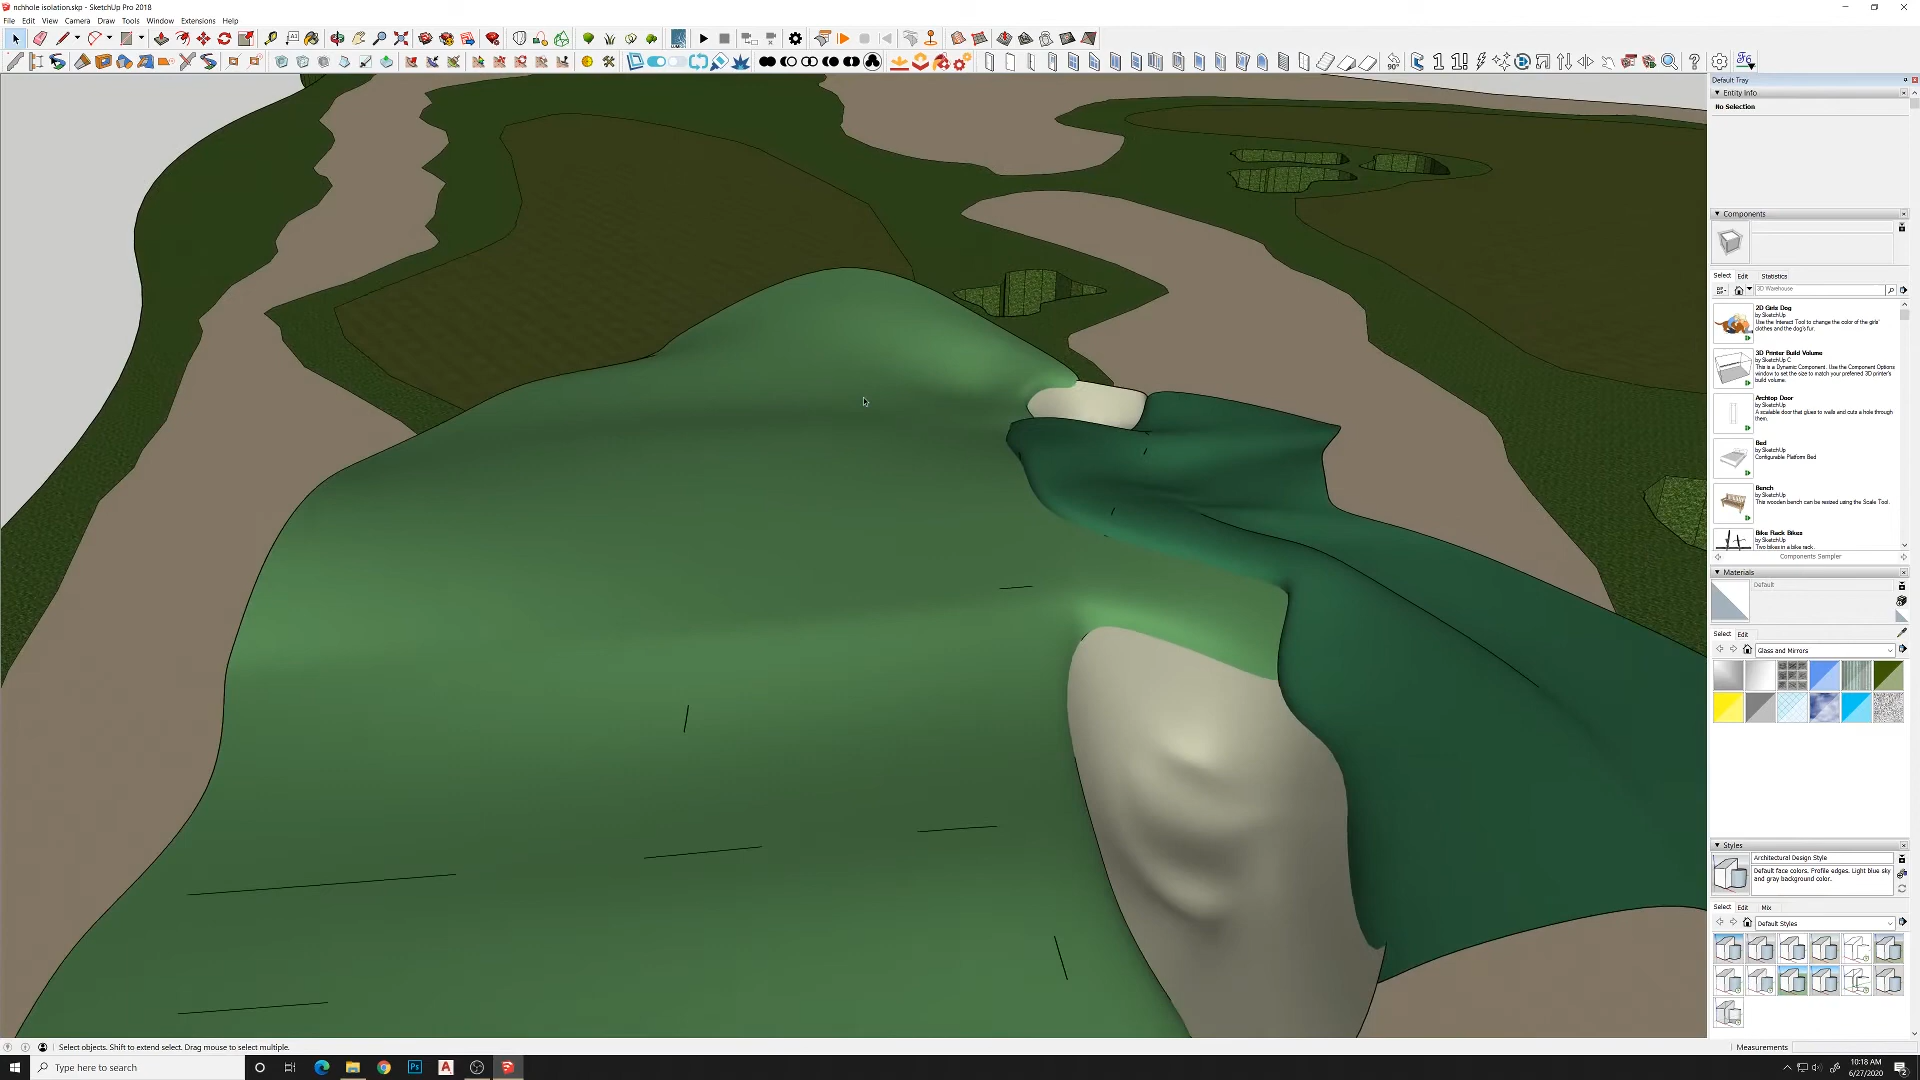 nchhole isolation.skp - SketchUp Pro 2018
File Edit View Camera Draw Tools Window Extensions Help
Default Tray
Entity Info
No Selection
Components
Select Edit Statistics
3D Warehouse
2D Girls Dog
by SketchUp
Use the Interact Tool to change the color of the girls'
clothes and the dog's fur.
3D Printer Build Volume
by SketchUp C
This is a Dynamic Component. Use the Component Options
window to set the size to match your preferred 3D printer's
build volume.
Archtop Door
by SketchUp
A scalable door that glues to walls and cuts a hole through
them.
Bed
by SketchUp
Configurable Platform Bed
Bench
by SketchUp
This wooden bench can be resized using the Scale Tool.
Bike Rack Bikes
by SketchUp
Two bikes in a bike rack.
Components Sampler
Materials
Default
Select Edit
Glass and Mirrors
Styles
Architectural Design Style
Default face colors. Profile edges. Light blue sky
and gray background color.
Select Edit Mix
Default Styles
Select objects. Shift to extend select. Drag mouse to select multiple.
Measurements
Type here to search
10:18 AM
6/27/2020